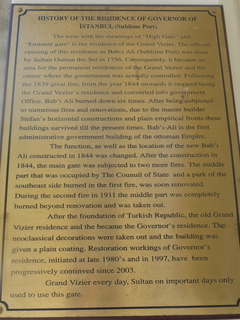 HISTORY OF THE RESIDENCE OF GOVERNOR OF
İSTANBUL (Sublime Port)
The term with the meanings of "High Gate" and
"Eminent gate" is the residence of the Grand Vizier. The official
opening of this residence as Bab-ı Ali (Sublime Port) was done
by Sultan Osman the 3rd in 1756. Consequently, it became an
area for the permanent residences of the Grand Vizier and the
center where the government was actually controlled. Following
the 1839 great fire, from the year 1844 onwards is stopped being
the Grand Vizier's residence and converted into government
Office. Bab-ı Ali burned down six times. After being subjected
to numerous fires and renovations, due to the master builder
Stefan's horizontal constructions and plain empirical fronts these
buildings survived till the present times. Bab-ı-Ali is the first
administrative government building of the ottoman Empire.
The function, as well as the location of the new Bab-ı
Ali constructed in 1844 was changed. After the construction in
1844, the main gate was subjected to two more fires. The middle
part that was occupied by The Council of State and a park of the
southeast side burned in the first fire, was soon renovated.
During the second fire in 1911 the middle part was completely
burned beyond renovation and was taken out.
After the foundation of Turkish Republic, the old Grand
Vizier residence and the became the Governor's residence. The
neoclassical decorations were taken out and the building was
given a plain coating. Restoration workings of Governor's
residence, initiated at late 1980's and in 1997, have been
progressively continued since 2003.
Grand Vizier every day, Sultan on important days only
used to use this gate.